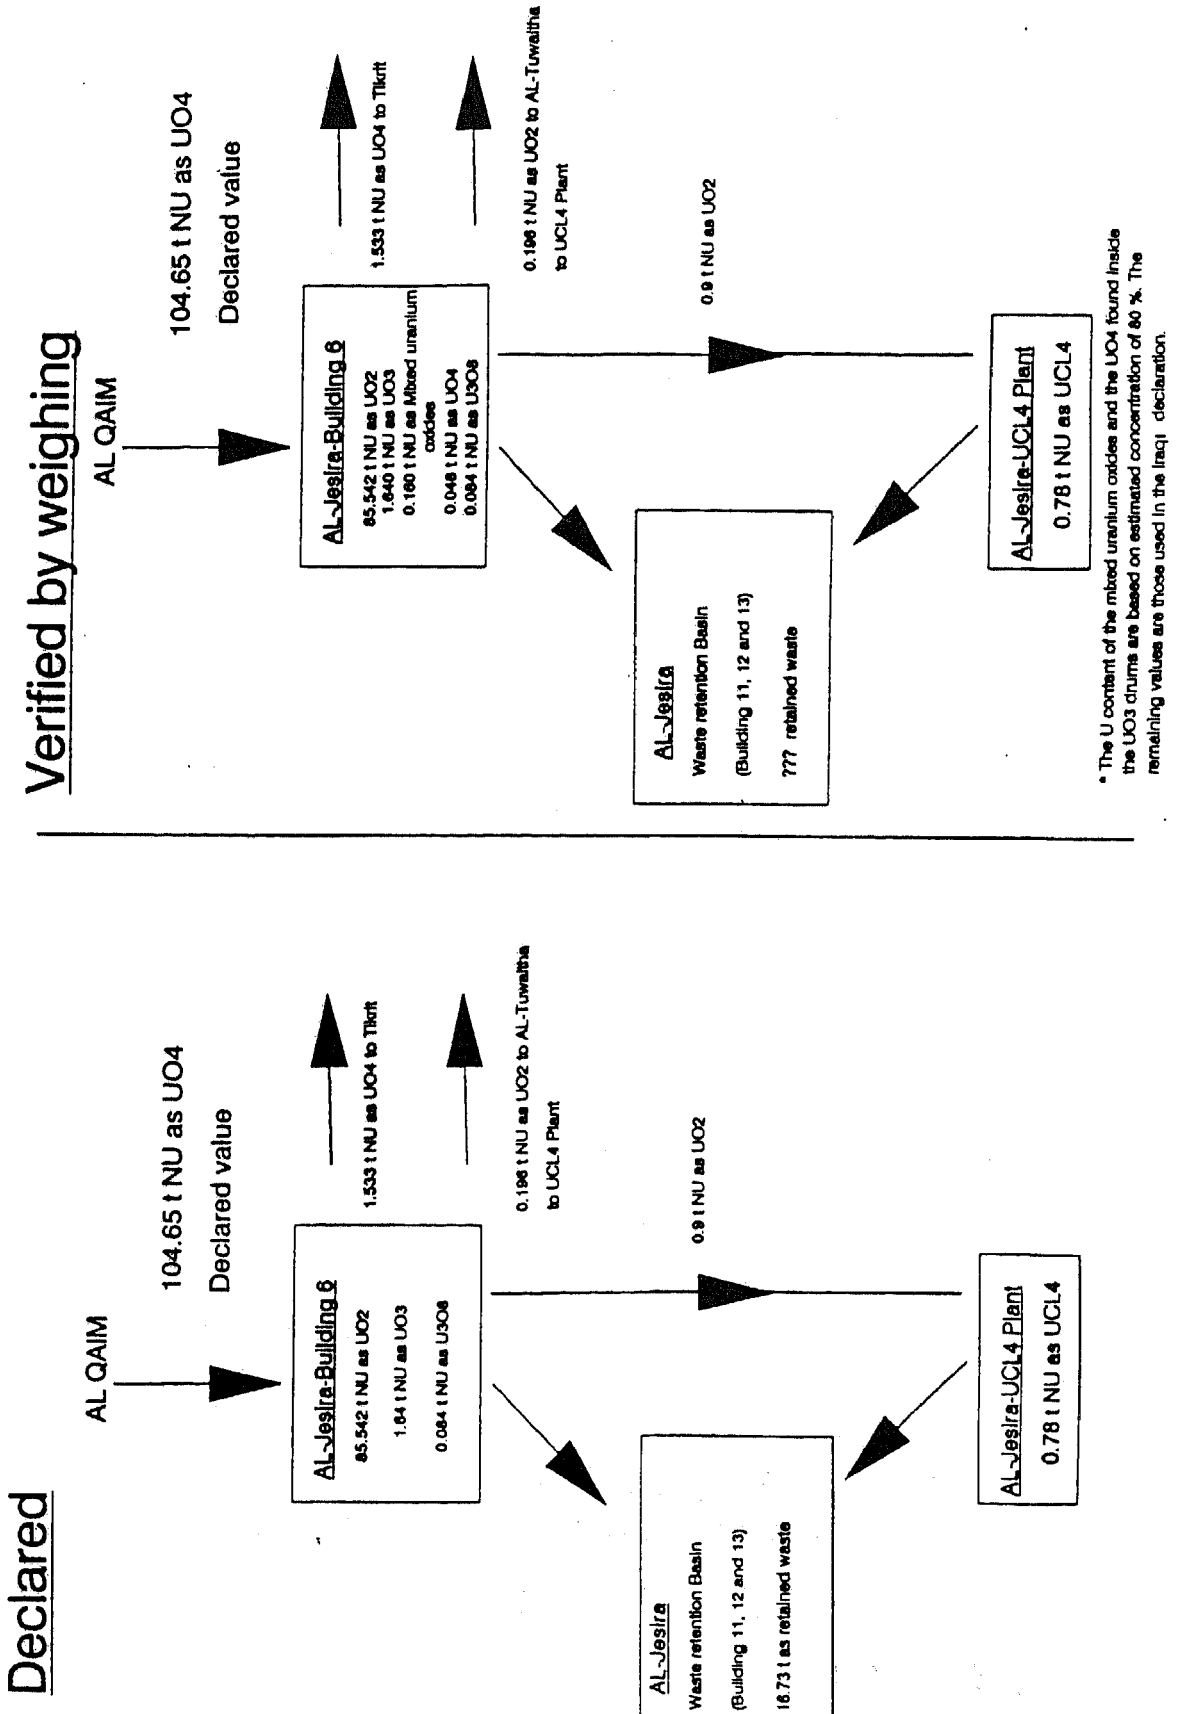 Declared
AL QAIM
104.65 t NU as UO4
Declared value
AL-Jesira-Building 6
85.542 t NU as UO2
1.64 t NU as UO3
0.084 t NU as U3O8
1.533 t NU as UO4 to Tikrit
0.196 t NU as UO2 to AL-Tuwaitha
to UCL4 Plant
0.9 t NU as UO2
AL-Jesira
Waste retention Basin
(Building 11, 12 and 13)
16.73 t as retained waste
AL-Jesira-UCL4 Plant
0.78 t NU as UCL4
Verified by weighing
AL QAIM
104.65 t NU as UO4
Declared value
AL-Jesira-Building 6
85.542 t NU as UO2
1.640 t NU as UO3
0.160 t NU as Mixed uranium
oxides
0.048 t NU as UO4
0.084 t NU as U3O8
1.533 t NU as UO4 to Tikrit
0.196 t NU as UO2 to AL-Tuwaitha
to UCL4 Plant
0.9 t NU as UO2
AL-Jesira
Waste retention Basin
(Building 11, 12 and 13)
??? retained waste
AL-Jesira-UCL4 Plant
0.78 t NU as UCL4
* The U content of the mixed uranium oxides and the UO4 found inside
the UO3 drums are based on estimated concentration of 80 %. The
remaining values are those used in the Iraqi declaration.